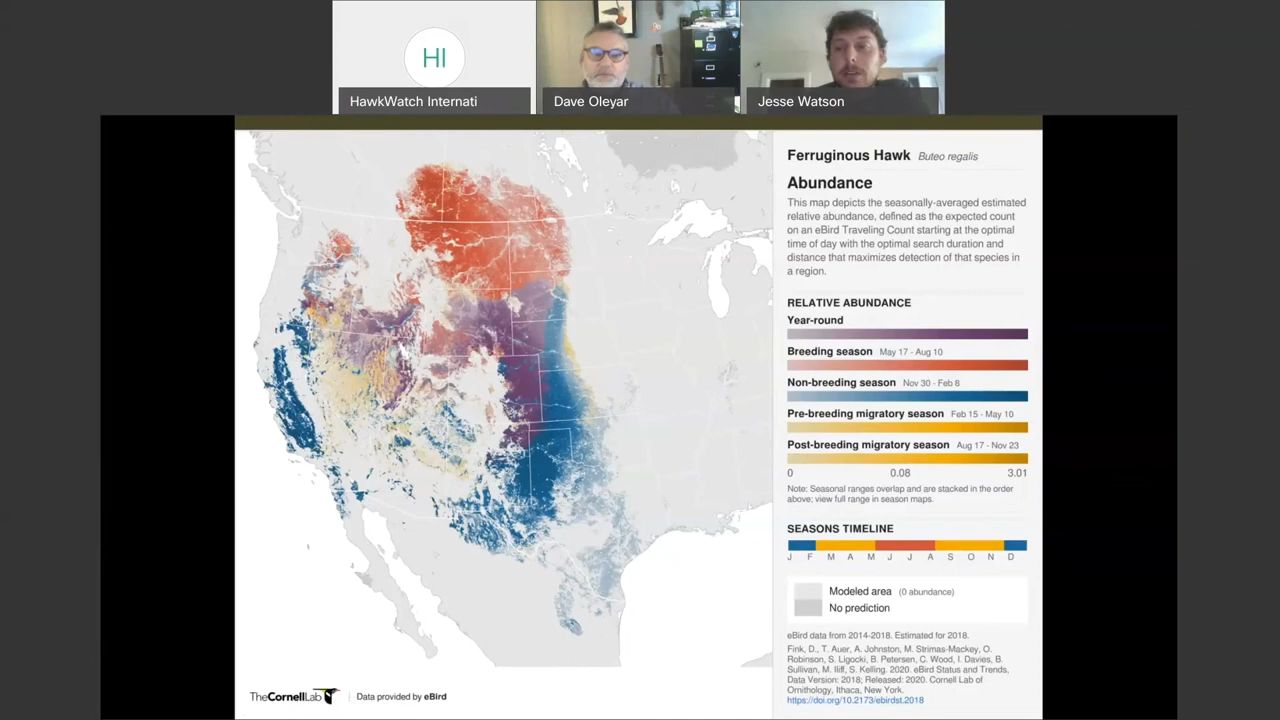 HI
HawkWatch Internati
Dave Oleyar
Jesse Watson
Ferruginous Hawk Buteo regalis
Abundance
This map depicts the seasonally-averaged estimated
relative abundance, defined as the expected count
on an eBird Traveling Count starting at the optimal
time of day with the optimal search duration and
distance that maximizes detection of that species in
a region.
RELATIVE ABUNDANCE
Year-round
Breeding season May 17 - Aug 10
Non-breeding season Nov 30 - Feb 8
Pre-breeding migratory season Feb 15 - May 10
Post-breeding migratory season Aug 17 - Nov 23
0 0.08 3.01
Note: Seasonal ranges overlap and are stacked in the order
above; view full range in season maps.
SEASONS TIMELINE
J F M A M J J A S O N D
Modeled area (0 abundance)
No prediction
eBird data from 2014-2018. Estimated for 2018.
Fink, D., T. Auer, A. Johnston, M. Strimas-Mackey, O.
Robinson, S. Ligocki, B. Petersen, C. Wood, I. Davies, B.
Sullivan, M. Iliff, S. Kelling. 2020. eBird Status and Trends,
Data Version: 2018; Released: 2020. Cornell Lab of
Ornithology, Ithaca, New York.
https://doi.org/10.2173/ebirdst.2018
TheCornellLab Data provided by eBird